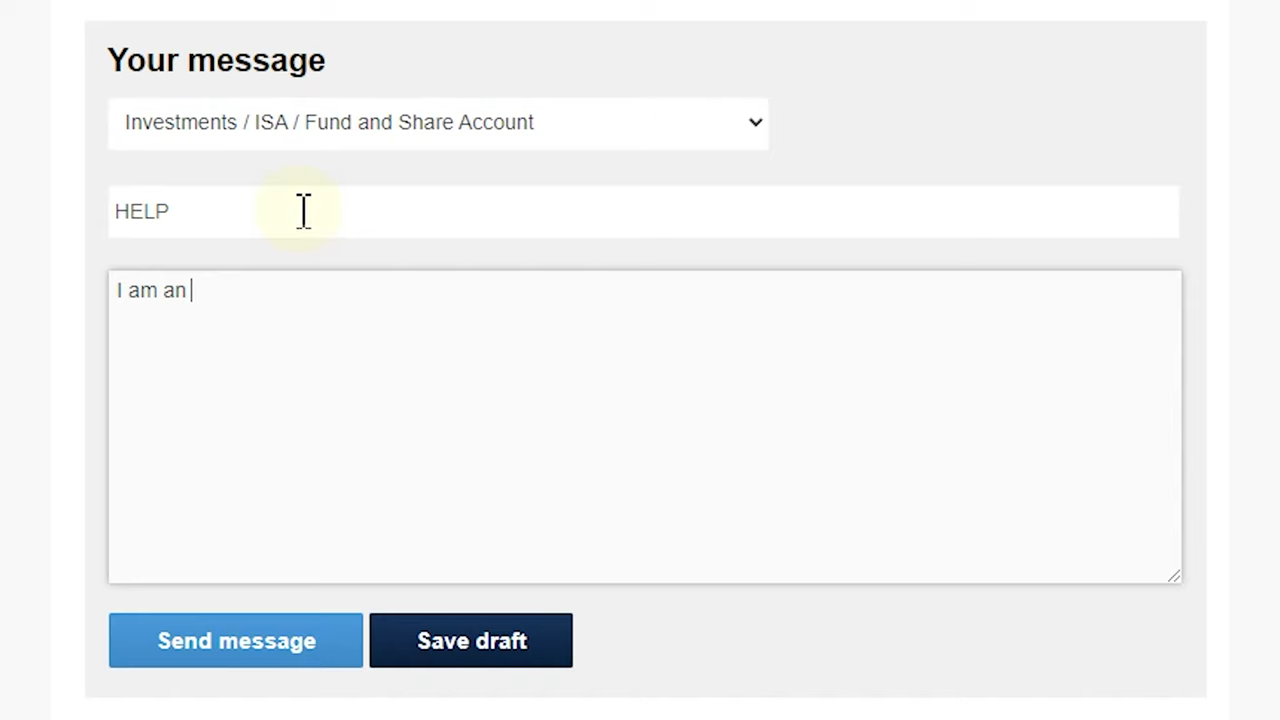 Your message
Investments / ISA / Fund and Share Account
HELP
I am an
Send message
Save draft